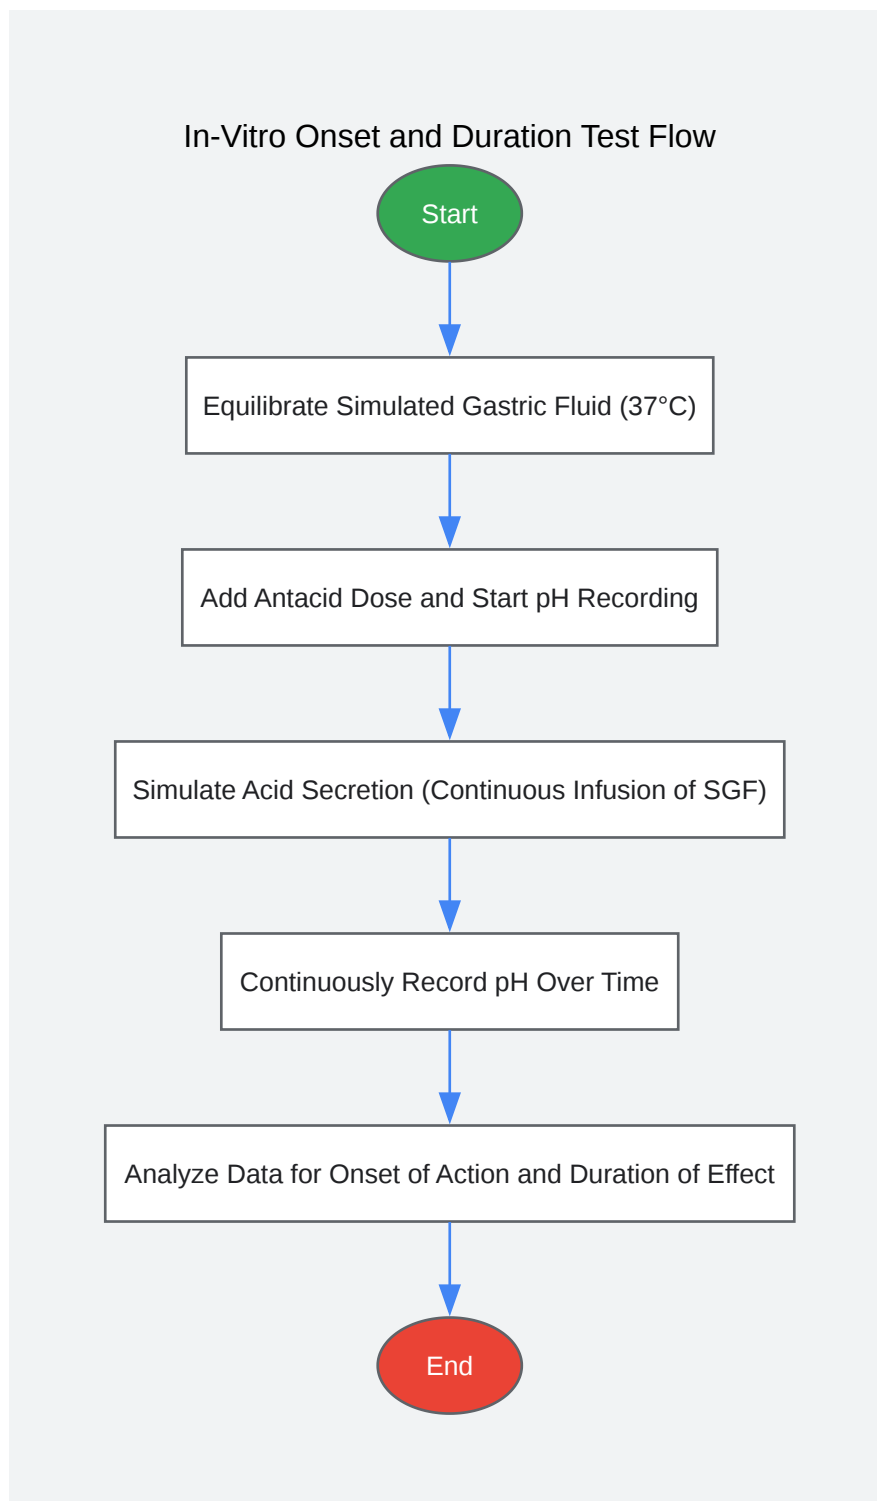 In-Vitro Onset and Duration Test Flow
Start
Equilibrate Simulated Gastric Fluid (37°C)
Add Antacid Dose and Start pH Recording
Simulate Acid Secretion (Continuous Infusion of SGF)
Continuously Record pH Over Time
Analyze Data for Onset of Action and Duration of Effect
End